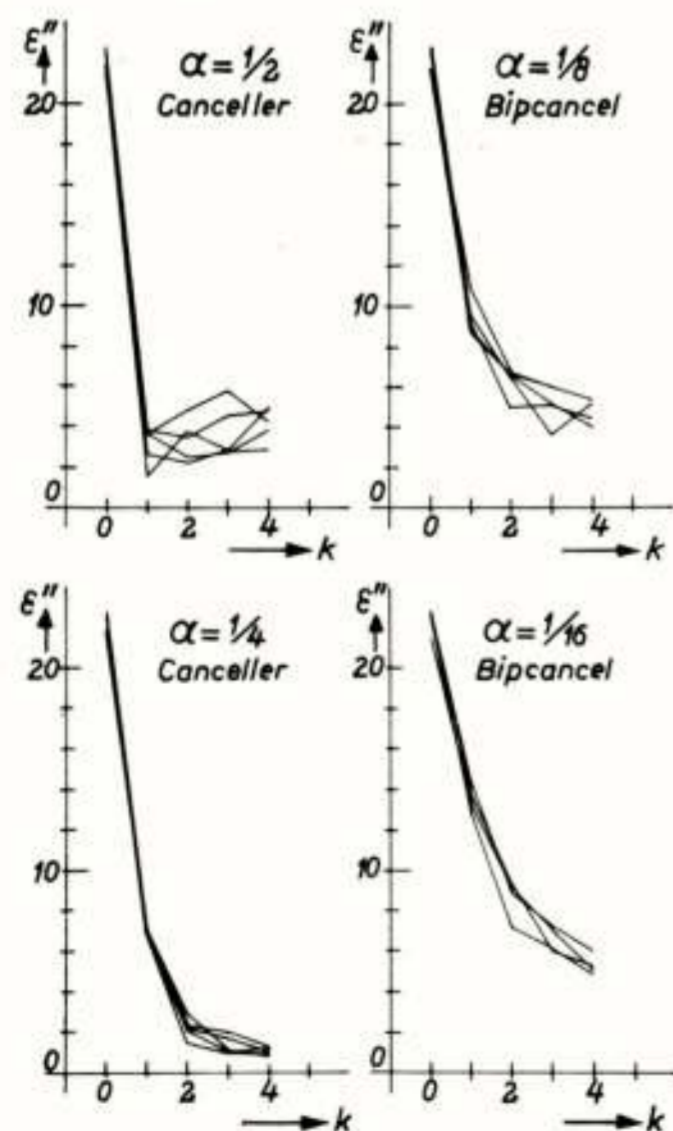 ε″
α = 1/2
Canceller
20
10
0
0 2 4
k
ε″
α = 1/8
Bipcancel
20
10
0
0 2 4
k
ε″
α = 1/4
Canceller
20
10
0
0 2 4
k
ε″
α = 1/16
Bipcancel
20
10
0
0 2 4
k